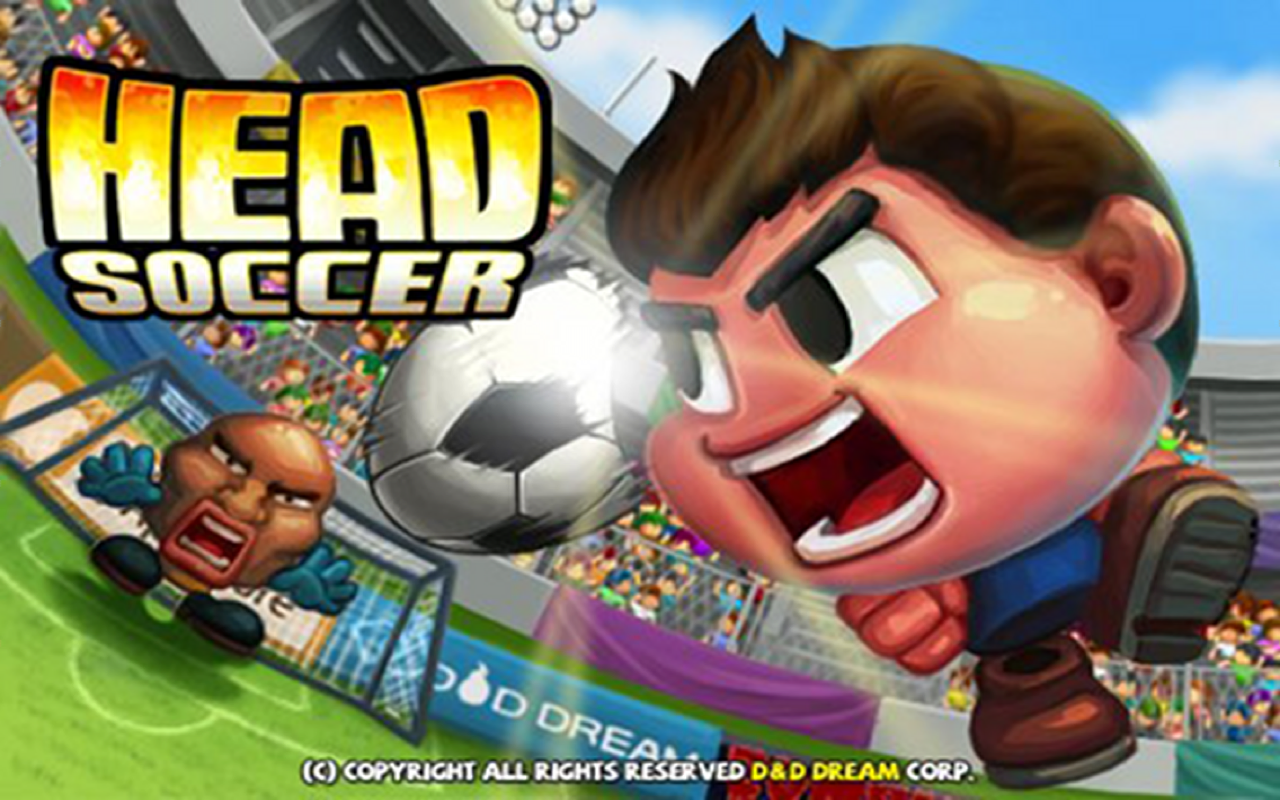 HEAD
SOCCER
D&D DREAM
(C) COPYRIGHT ALL RIGHTS RESERVED D&D DREAM CORP.